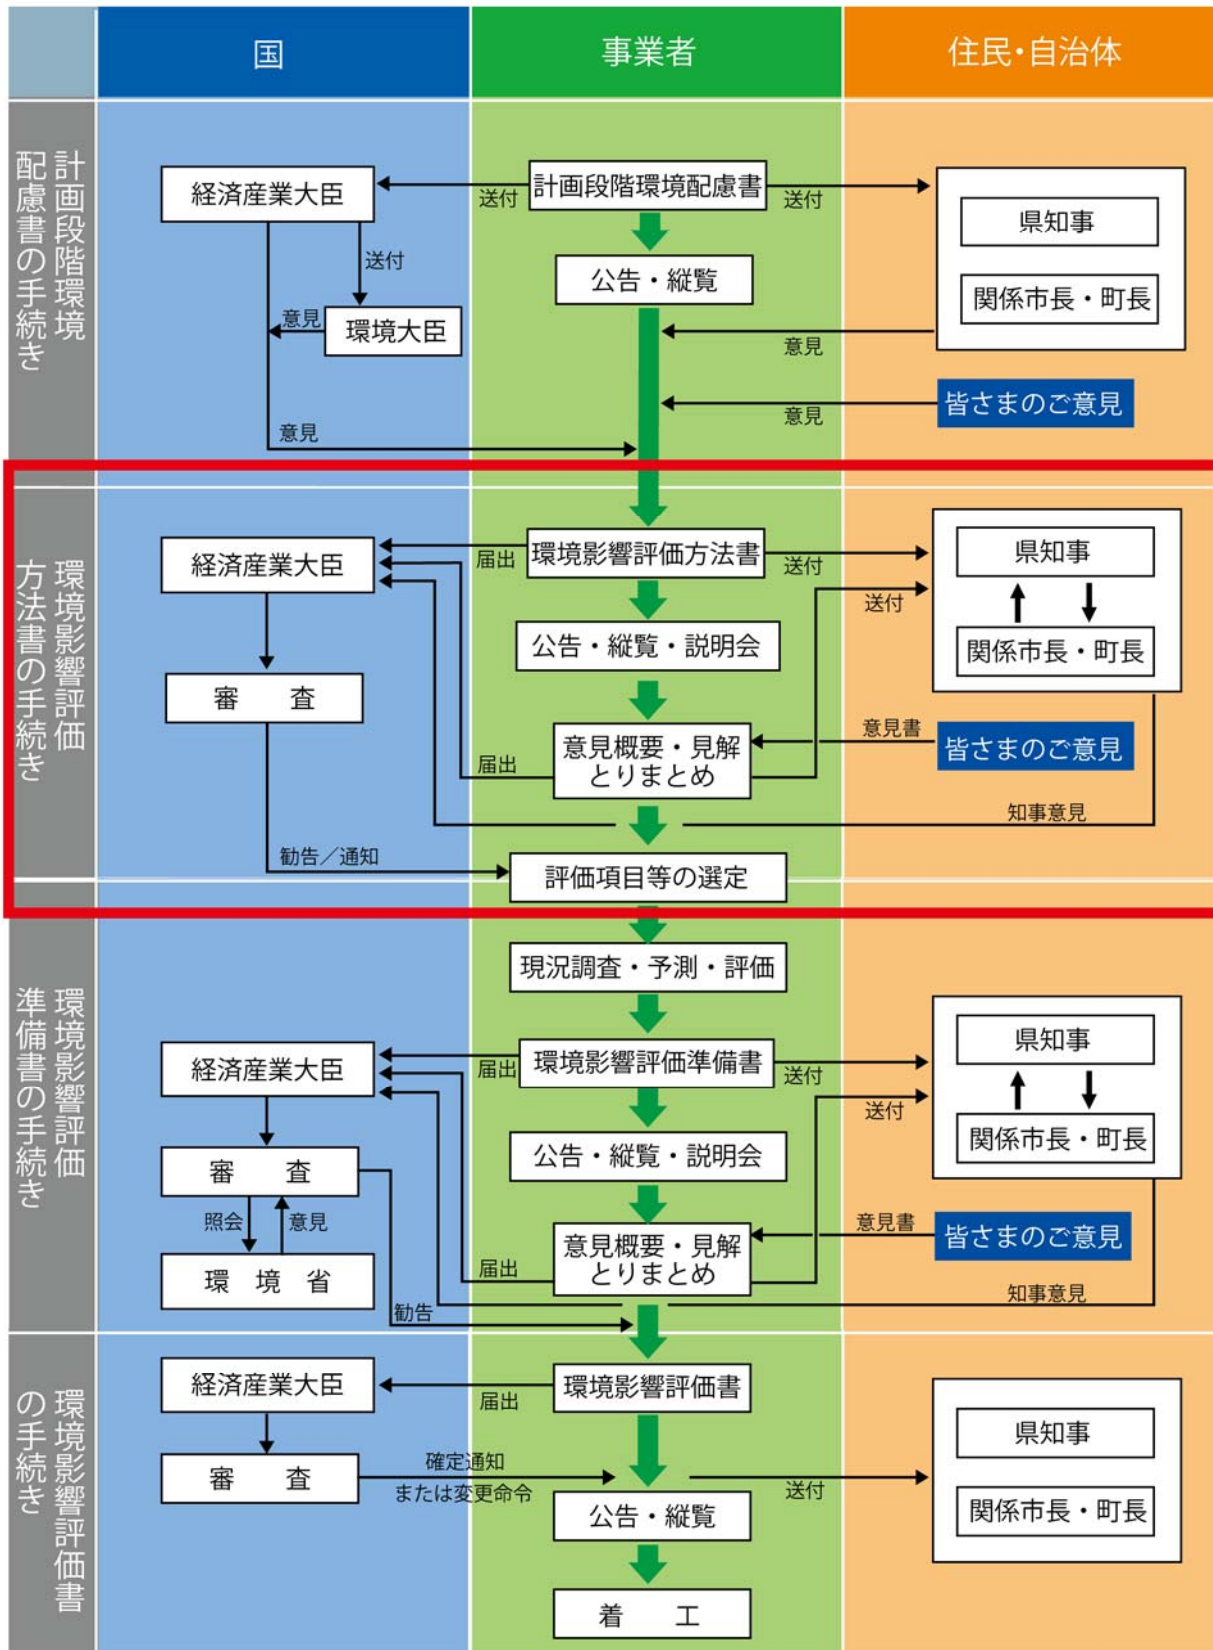 国
事業者
住民・自治体
計画段階環境
配慮書の手続き
経済産業大臣
送付
計画段階環境配慮書
送付
県知事
関係市長・町長
送付
公告・縦覧
意見
環境大臣
意見
意見
皆さまのご意見
意見
環境影響評価
方法書の手続き
経済産業大臣
届出
環境影響評価方法書
送付
県知事
関係市長・町長
送付
公告・縦覧・説明会
審　査
届出
意見概要・見解
とりまとめ
意見書
皆さまのご意見
知事意見
勧告／通知
評価項目等の選定
環境影響評価
準備書の手続き
現況調査・予測・評価
経済産業大臣
届出
環境影響評価準備書
送付
県知事
関係市長・町長
送付
公告・縦覧・説明会
審　査
照会
意見
環　境　省
届出
意見概要・見解
とりまとめ
意見書
皆さまのご意見
知事意見
勧告
環境影響評価書
の手続き
経済産業大臣
届出
環境影響評価書
県知事
関係市長・町長
審　査
確定通知
または変更命令
送付
公告・縦覧
着　工